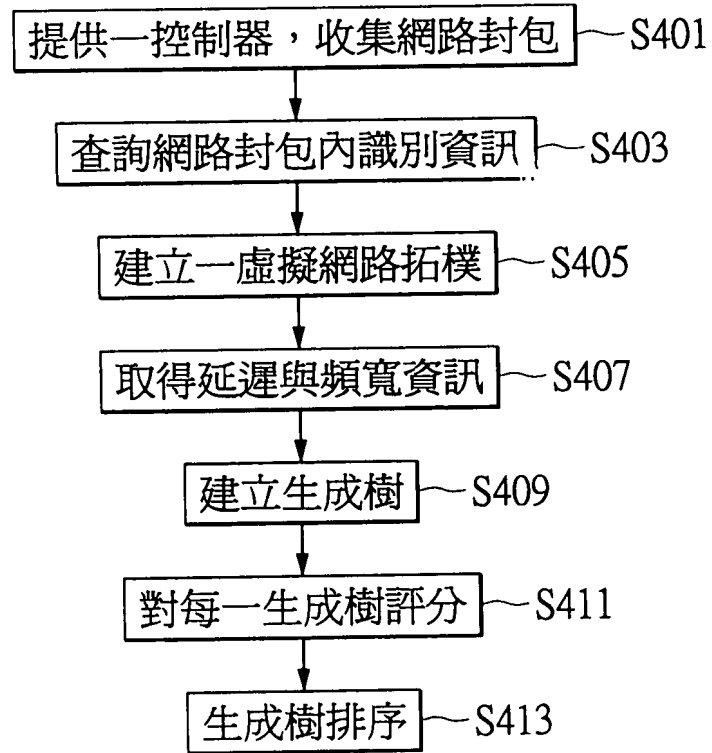 提供一控制器，收集網路封包 S401
查詢網路封包內識別資訊 S403
建立一虛擬網路拓樸 S405
取得延遲與頻寬資訊 S407
建立生成樹 S409
對每一生成樹評分 S411
生成樹排序 S413